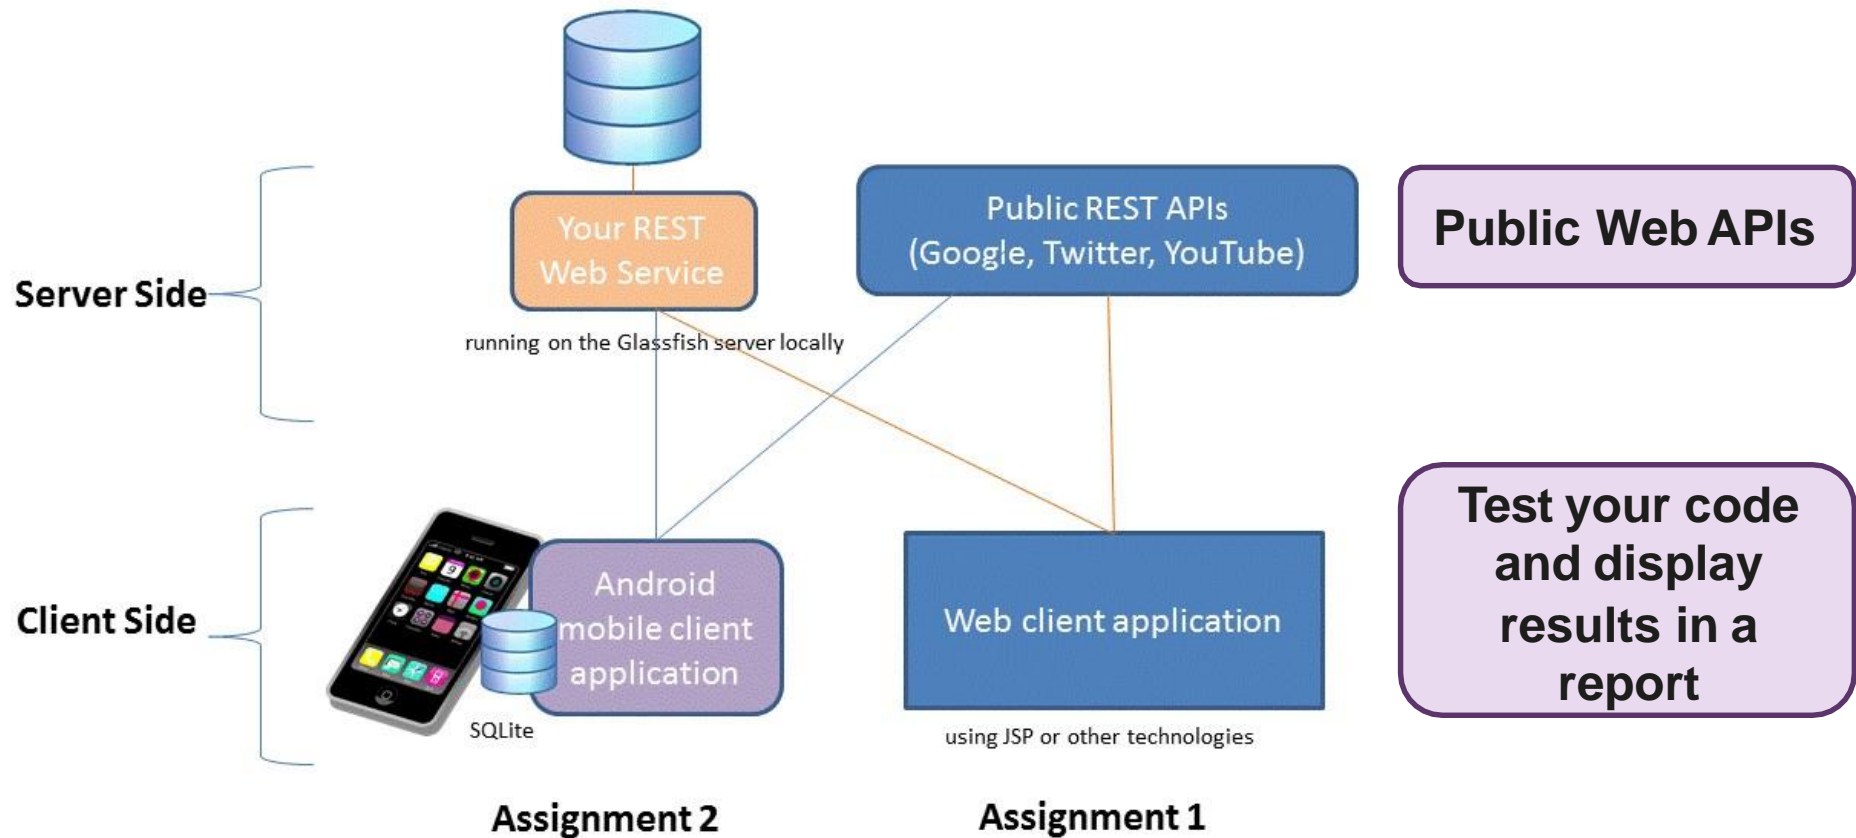 Your REST
Web Service
Public REST APIs
(Google, Twitter, YouTube)
Public Web APIs
Server Side
running on the Glassfish server locally
Client Side
Android
mobile client
application
SQLite
Web client application
using JSP or other technologies
Test your code
and display
results in a
report
Assignment 2
Assignment 1